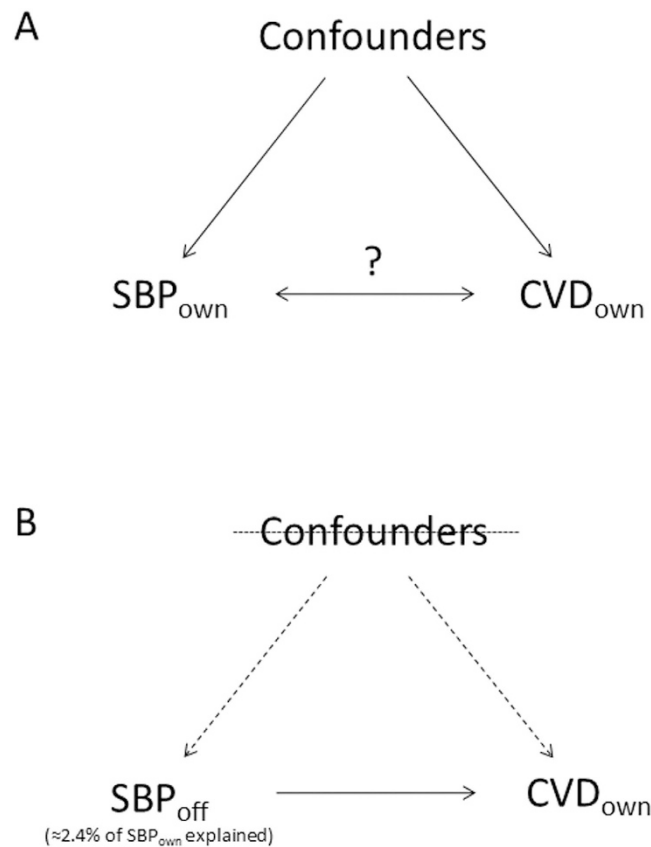 A
Confounders
?
SBPown CVDown
B
Confounders
SBPoff CVDown
(≈2.4% of SBPown explained)